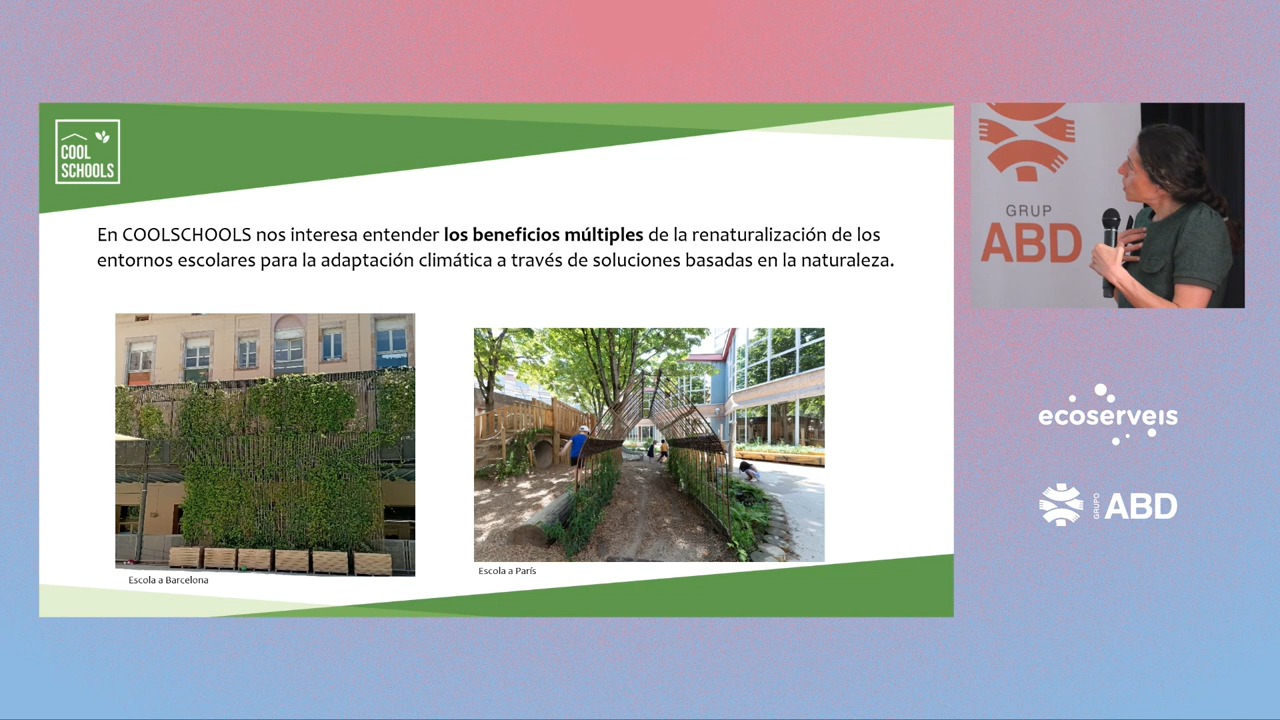 COOL
SCHOOLS
En COOLSCHOOLS nos interesa entender los beneficios múltiples de la renaturalización de los
entornos escolares para la adaptación climática a través de soluciones basadas en la naturaleza.
Escola a Barcelona
Escola a París
GRUP
ABD
ecoserveis
GRUPO
ABD